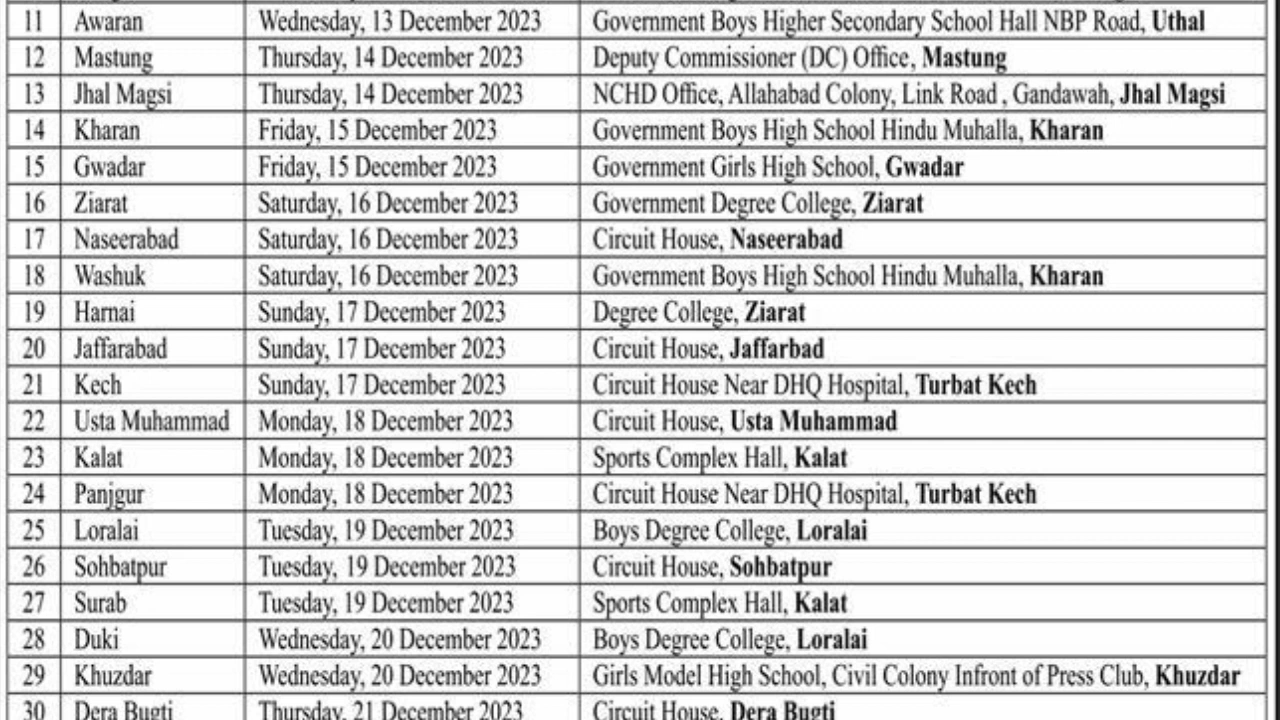 11 Awaran Wednesday, 13 December 2023 Government Boys Higher Secondary School Hall NBP Road, Uthal
12 Mastung Thursday, 14 December 2023 Deputy Commissioner (DC) Office, Mastung
13 Jhal Magsi Thursday, 14 December 2023 NCHD Office, Allahabad Colony, Link Road , Gandawah, Jhal Magsi
14 Kharan Friday, 15 December 2023 Government Boys High School Hindu Muhalla, Kharan
15 Gwadar Friday, 15 December 2023 Government Girls High School, Gwadar
16 Ziarat Saturday, 16 December 2023 Government Degree College, Ziarat
17 Naseerabad Saturday, 16 December 2023 Circuit House, Naseerabad
18 Washuk Saturday, 16 December 2023 Government Boys High School Hindu Muhalla, Kharan
19 Harnai Sunday, 17 December 2023 Degree College, Ziarat
20 Jaffarabad Sunday, 17 December 2023 Circuit House, Jaffarbad
21 Kech Sunday, 17 December 2023 Circuit House Near DHQ Hospital, Turbat Kech
22 Usta Muhammad Monday, 18 December 2023 Circuit House, Usta Muhammad
23 Kalat Monday, 18 December 2023 Sports Complex Hall, Kalat
24 Panjgur Monday, 18 December 2023 Circuit House Near DHQ Hospital, Turbat Kech
25 Loralai Tuesday, 19 December 2023 Boys Degree College, Loralai
26 Sohbatpur Tuesday, 19 December 2023 Circuit House, Sohbatpur
27 Surab Tuesday, 19 December 2023 Sports Complex Hall, Kalat
28 Duki Wednesday, 20 December 2023 Boys Degree College, Loralai
29 Khuzdar Wednesday, 20 December 2023 Girls Model High School, Civil Colony Infront of Press Club, Khuzdar
30 Dera Bugti Thursday, 21 December 2023 Circuit House, Dera Bugti